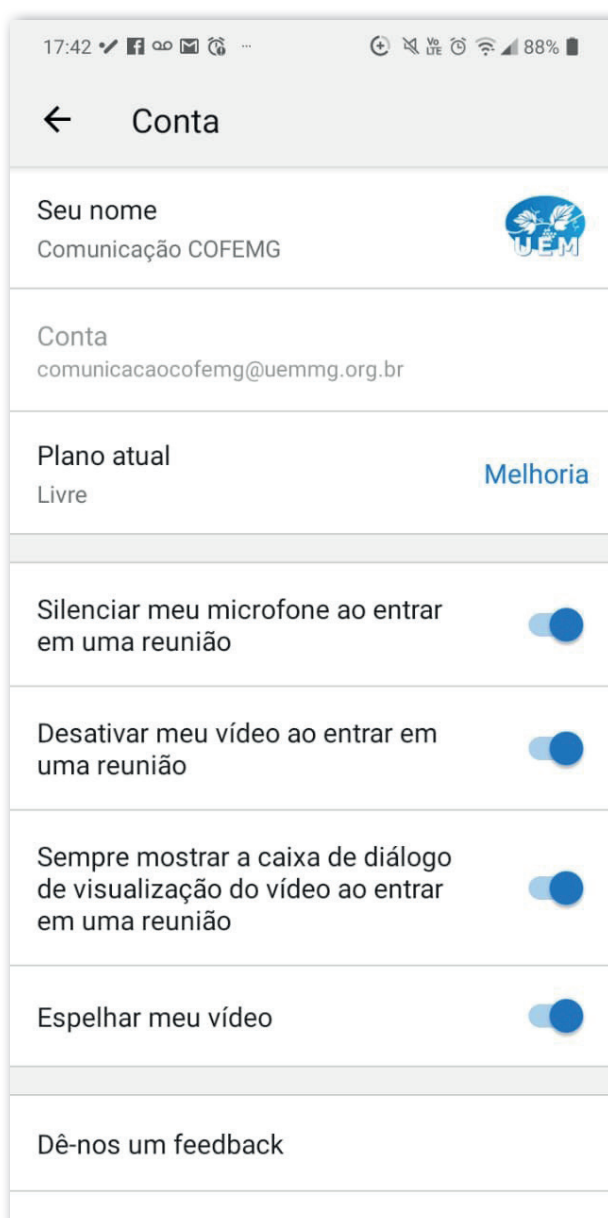 17:42 ... 88%
Conta
Seu nome
Comunicação COFEMG
UEM
Conta
comunicacaocofemg@uemmg.org.br
Plano atual
Livre
Melhoria
Silenciar meu microfone ao entrar
em uma reunião
Desativar meu vídeo ao entrar em
uma reunião
Sempre mostrar a caixa de diálogo
de visualização do vídeo ao entrar
em uma reunião
Espelhar meu vídeo
Dê-nos um feedback